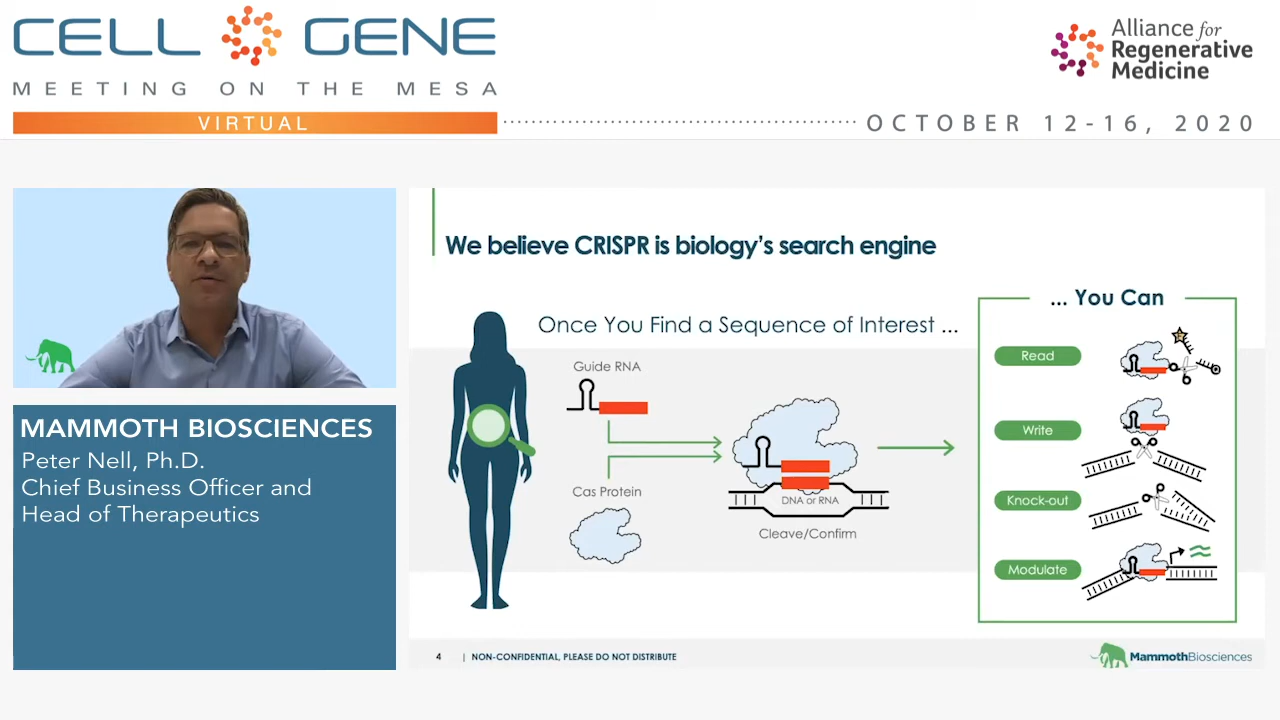 CELL GENE
MEETING ON THE MESA
VIRTUAL
OCTOBER 12-16, 2020
Alliance for
Regenerative
Medicine
MAMMOTH BIOSCIENCES
Peter Nell, Ph.D.
Chief Business Officer and
Head of Therapeutics
We believe CRISPR is biology's search engine
Once You Find a Sequence of Interest ...
Guide RNA
Cas Protein
DNA or RNA
Cleave/Confirm
... You Can
Read
Write
Knock-out
Modulate
4 | NON-CONFIDENTIAL, PLEASE DO NOT DISTRIBUTE
MammothBiosciences